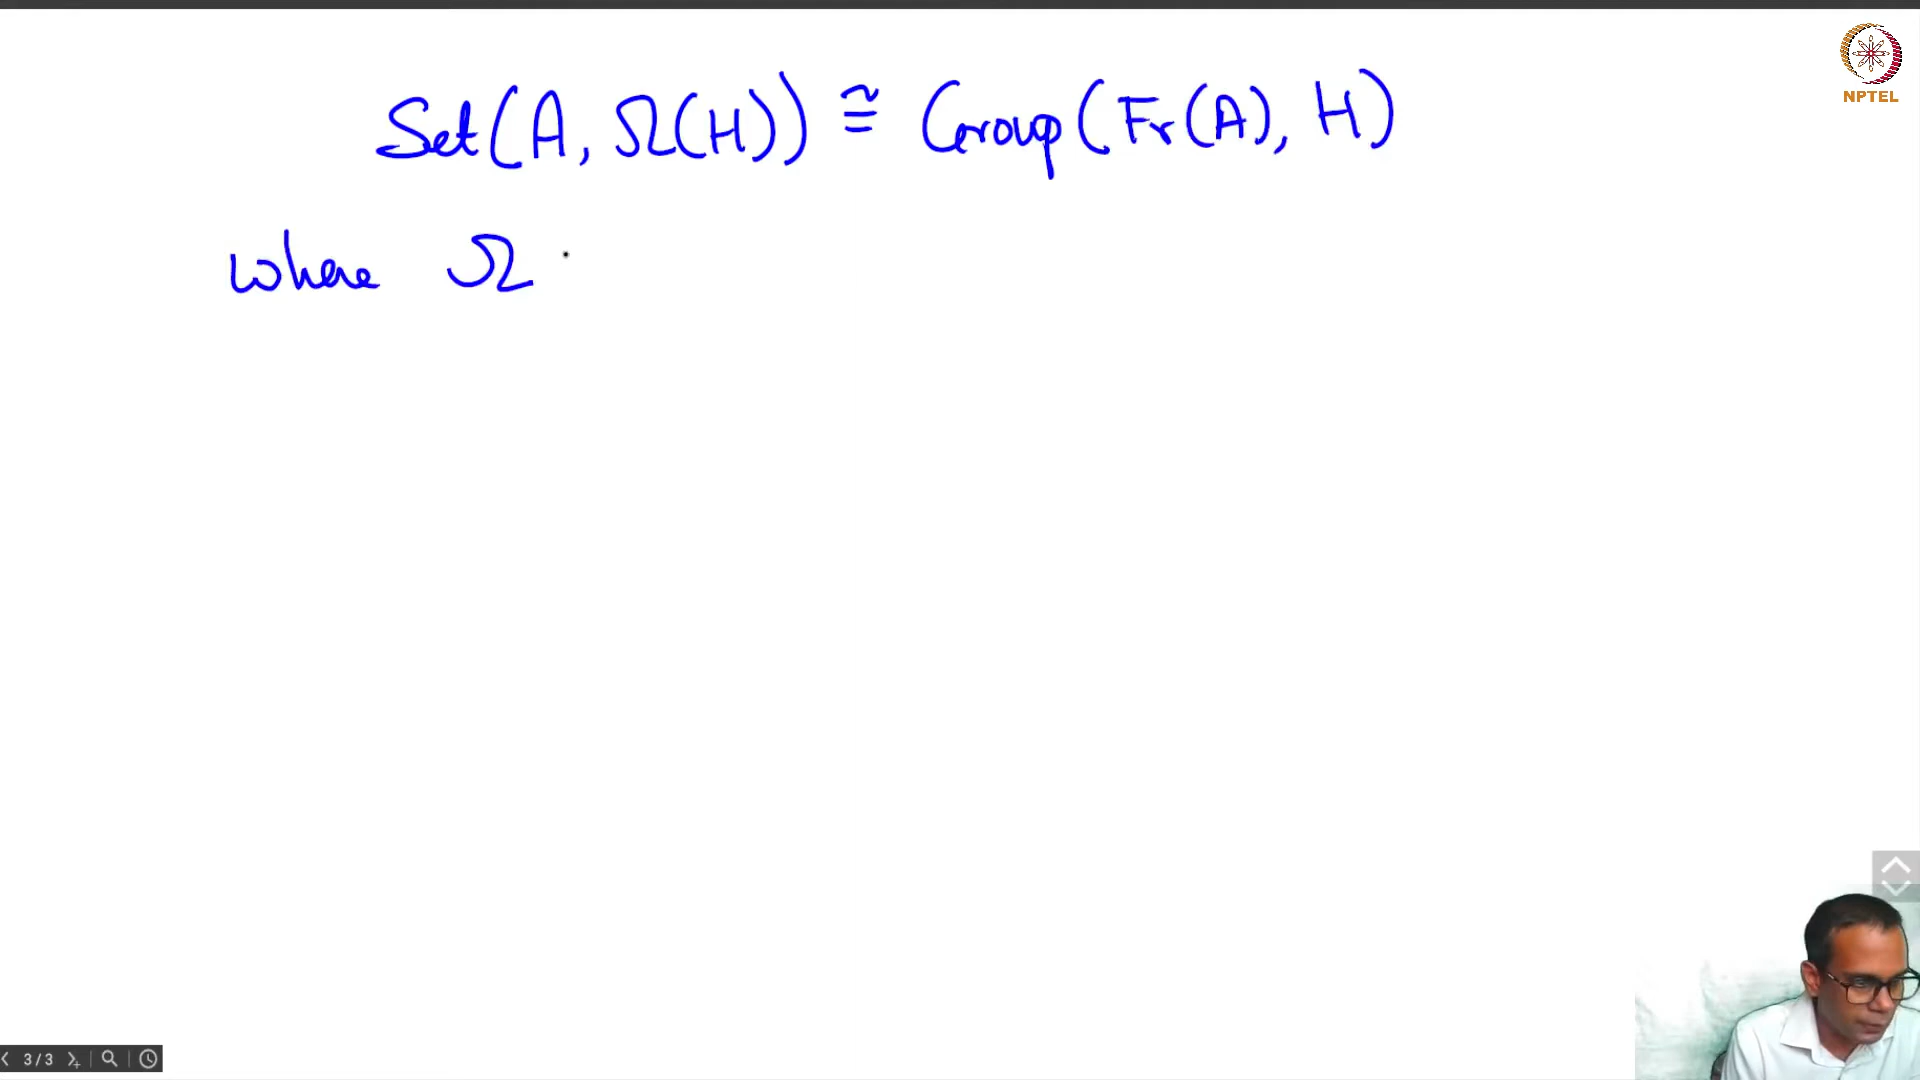 NPTEL
Set(A, Ω(H)) ≅ Group(Fr(A), H)
where Ω
3/3